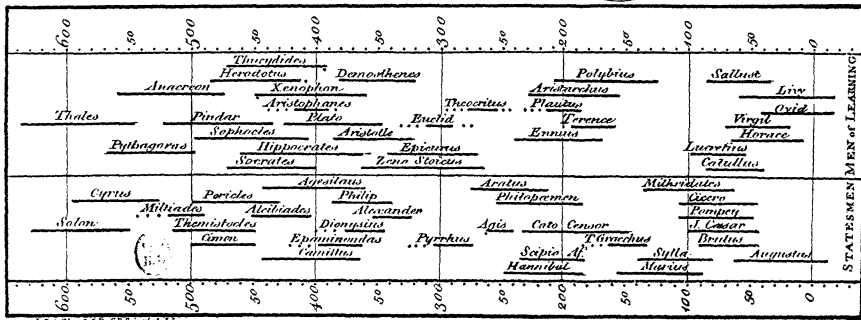 600 50 500 50 400 50 300 50 200 50 100 50 0
Thucydides
Herodotus Demosthenes Polybius Sallust
Anacreon Xenophon Aristarchus Livy
Aristophanes Theocritus Plautus Ovid
Thales Pindar Plato Euclid Terence Virgil
Sophocles Aristotle Ennius Horace
Pythagoras Hippocrates Epicurus Lucretius
Socrates Zeno Stoicus Catullus
MEN of LEARNING
Agesilaus Aratus Mithridates
Cyrus Pericles Philip Philopæmen Cicero
Miltiades Alcibiades Alexander Pompey
Solon Themistocles Dionysius Agis Cato Censor J. Cæsar
Cimon Epaminondas Pyrrhus T. Gracchus Brutus
Camillus Scipio Af. Sylla Augustus
Hannibal Marius
STATESMEN
600 50 500 50 400 50 300 50 200 50 100 50 0